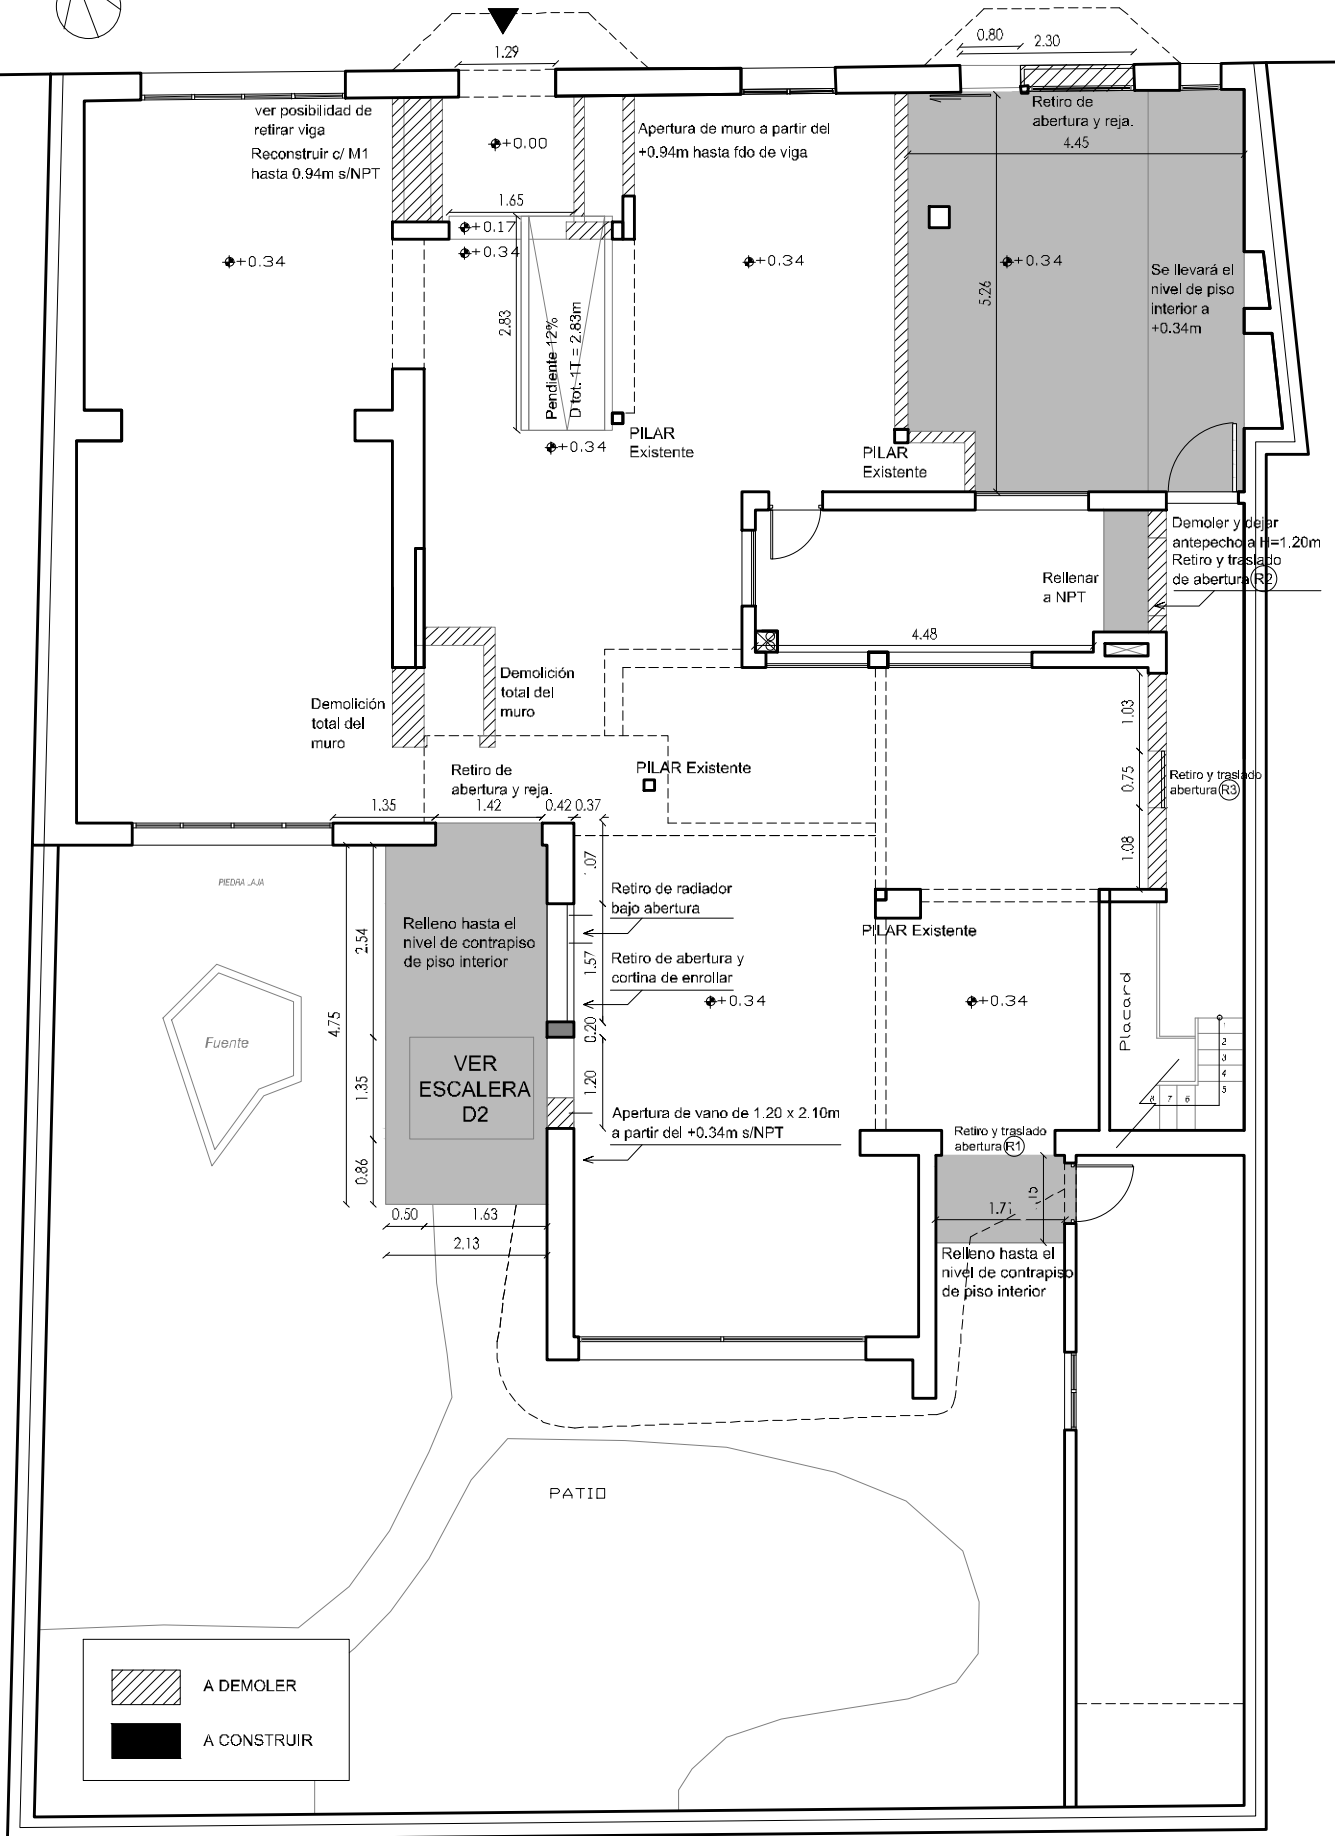 0.80
2.30
1.29
ver posibilidad de
retirar viga
Reconstruir c/ M1
hasta 0.94m s/NPT
+0.00
Apertura de muro a partir del
+0.94m hasta fdo de viga
Retiro de
abertura y reja.
4.45
1.65
+0.17
+0.34
+0.34
+0.34
+0.34
5.26
Se llevará el
nivel de piso
interior a
+0.34m
2.83
Pendiente 12%
D tot. 1T = 2.83m
+0.34
PILAR
Existente
PILAR
Existente
Demoler y dejar
antepecho a H=1.20m
Retiro y traslado
de abertura R2
Rellenar
a NPT
4.48
Demolición
total del
muro
Demolición
total del
muro
1.03
0.75
1.08
Retiro y traslado
abertura R3
Retiro de
abertura y reja.
PILAR Existente
1.35
1.42
0.42
0.37
PIEDRA LAJA
1.07
Retiro de radiador
bajo abertura
Relleno hasta el
nivel de contrapiso
de piso interior
2.54
4.75
1.57
Retiro de abertura y
cortina de enrollar
+0.34
PILAR Existente
+0.34
Placard
Fuente
0.20
VER
ESCALERA
D2
1.35
1.20
1
2
3
4
5
6
7
8
Apertura de vano de 1.20 x 2.10m
a partir del +0.34m s/NPT
Retiro y traslado
abertura R1
0.86
0.50
1.63
2.13
1.71
Relleno hasta el
nivel de contrapiso
de piso interior
PATIO
A DEMOLER
A CONSTRUIR